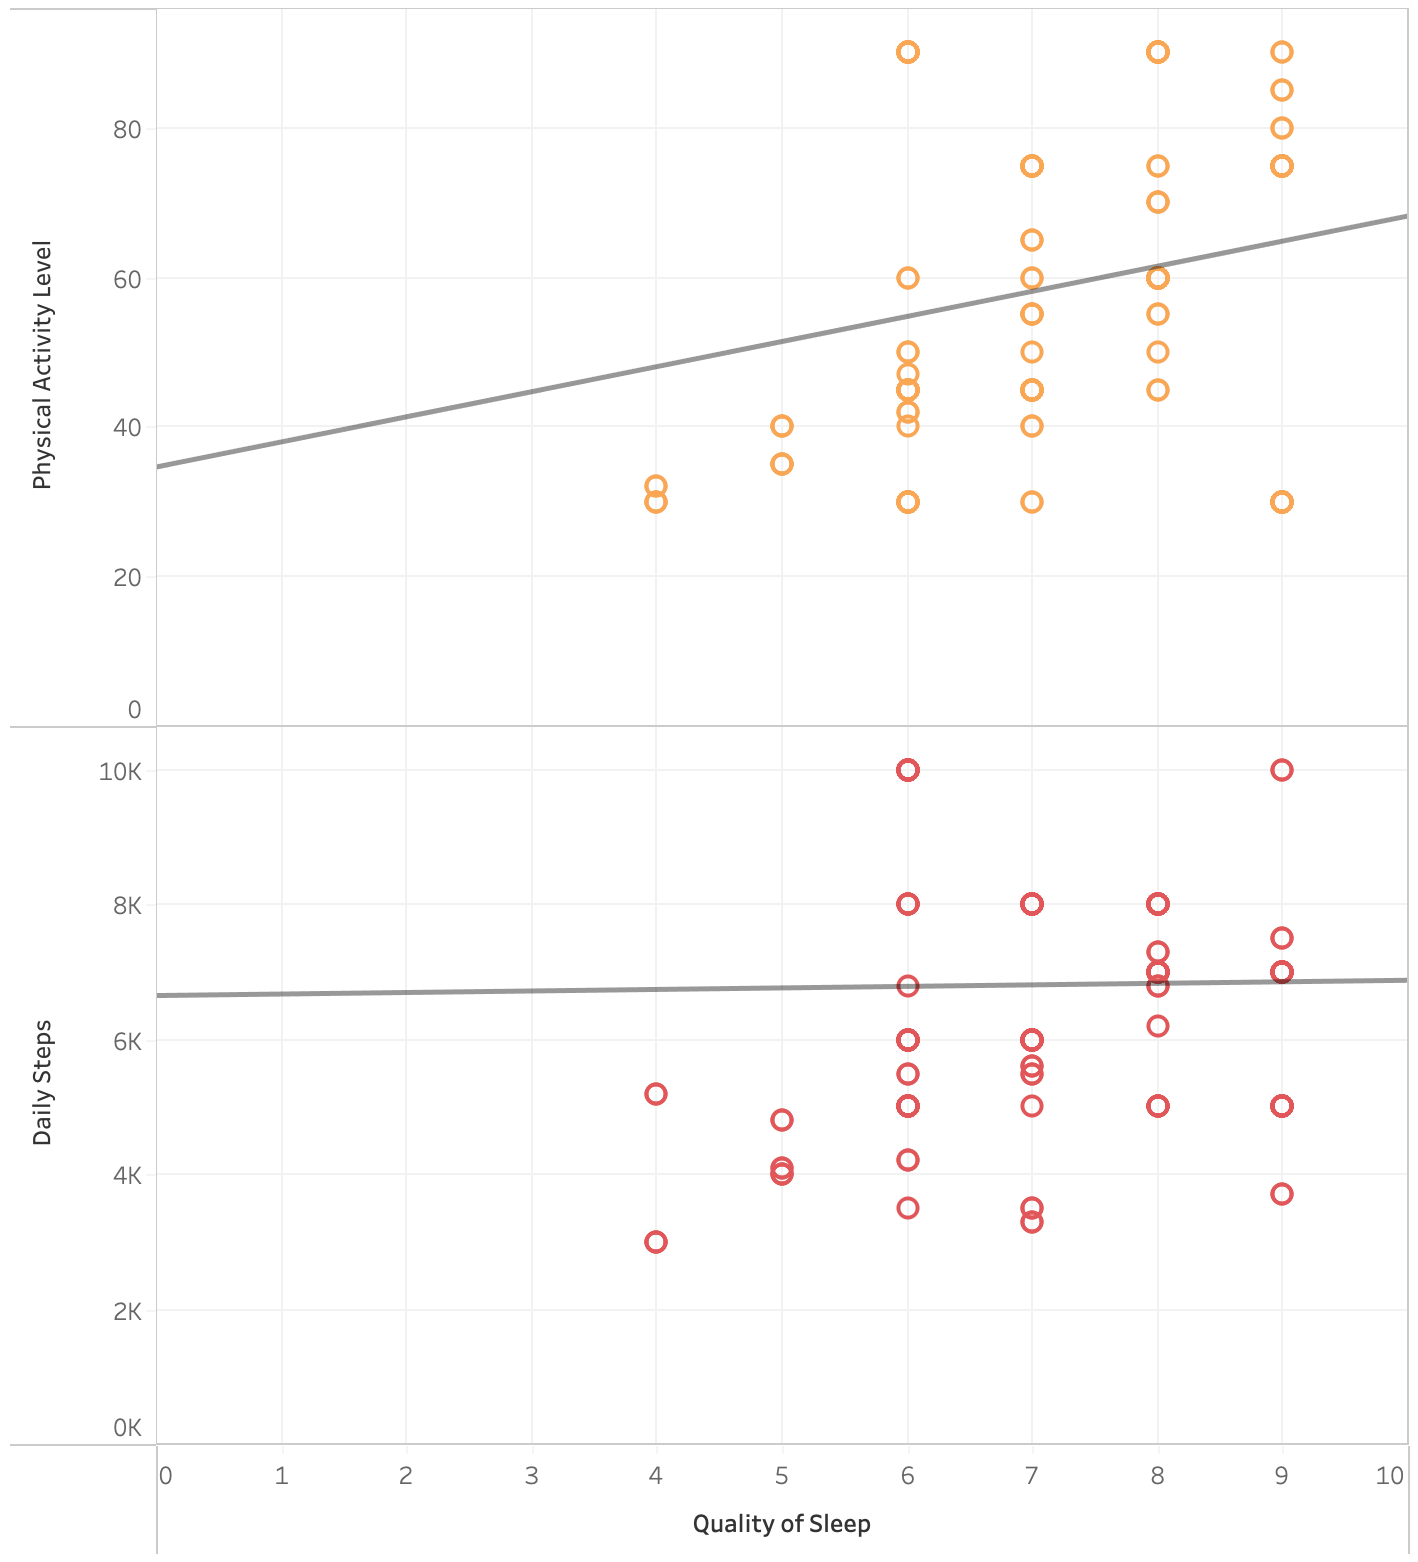 Physical Activity Level
80
60
40
20
0
Daily Steps
10K
8K
6K
4K
2K
0K
0 1 2 3 4 5 6 7 8 9 10
Quality of Sleep